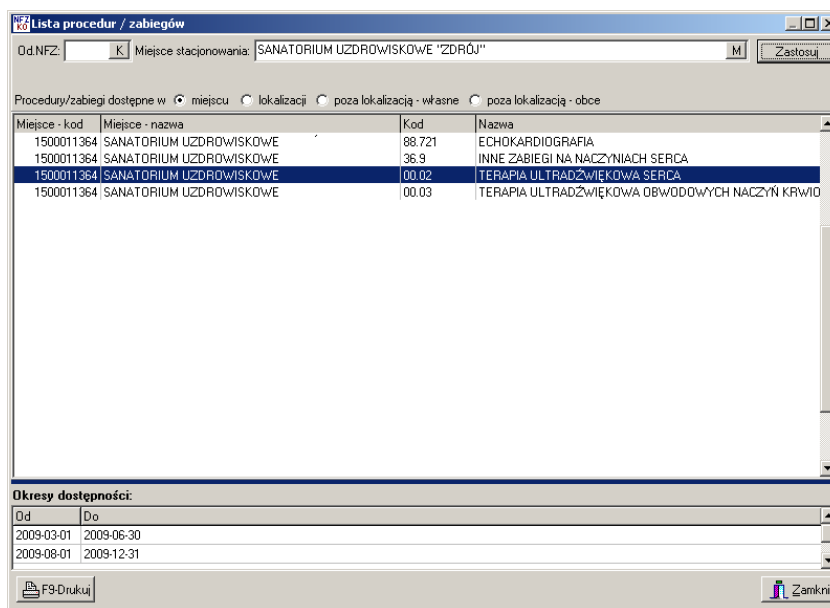 NFZ KO Lista procedur / zabiegów
Od.NFZ: K Miejsce stacjonowania: SANATORIUM UZDROWISKOWE "ZDRÓJ" M Zastosuj
Procedury/zabiegi dostępne w miejscu lokalizacji poza lokalizacją - własne poza lokalizacją - obce
Miejsce - kod Miejsce - nazwa Kod Nazwa
1500011364 SANATORIUM UZDROWISKOWE 88.721 ECHOKARDIOGRAFIA
1500011364 SANATORIUM UZDROWISKOWE 36.9 INNE ZABIEGI NA NACZYNIACH SERCA
1500011364 SANATORIUM UZDROWISKOWE 00.02 TERAPIA ULTRADŹWIĘKOWA SERCA
1500011364 SANATORIUM UZDROWISKOWE 00.03 TERAPIA ULTRADŹWIĘKOWA OBWODOWYCH NACZYŃ KRWIO
Okresy dostępności:
Od Do
2009-03-01 2009-06-30
2009-08-01 2009-12-31
F9-Drukuj Zamkni